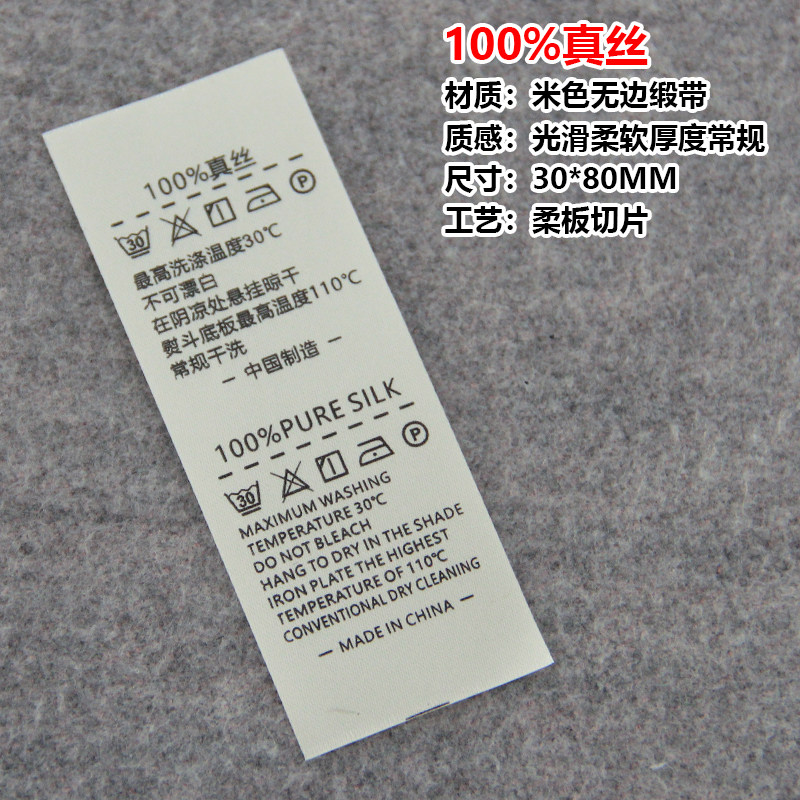 100%真丝
材质：米色无边缎带
质感：光滑柔软厚度常规
尺寸：30*80MM
工艺：柔板切片
100%真丝
30
P
最高洗涤温度30℃
不可漂白
在阴凉处悬挂晾干
熨斗底板最高温度110℃
常规干洗
— 中国制造 —
100%PURE SILK
30
P
MAXIMUM WASHING
TEMPERATURE 30℃
DO NOT BLEACH
HANG TO DRY IN THE SHADE
IRON PLATE THE HIGHEST
TEMPERATURE OF 110℃
CONVENTIONAL DRY CLEANING
— MADE IN CHINA —